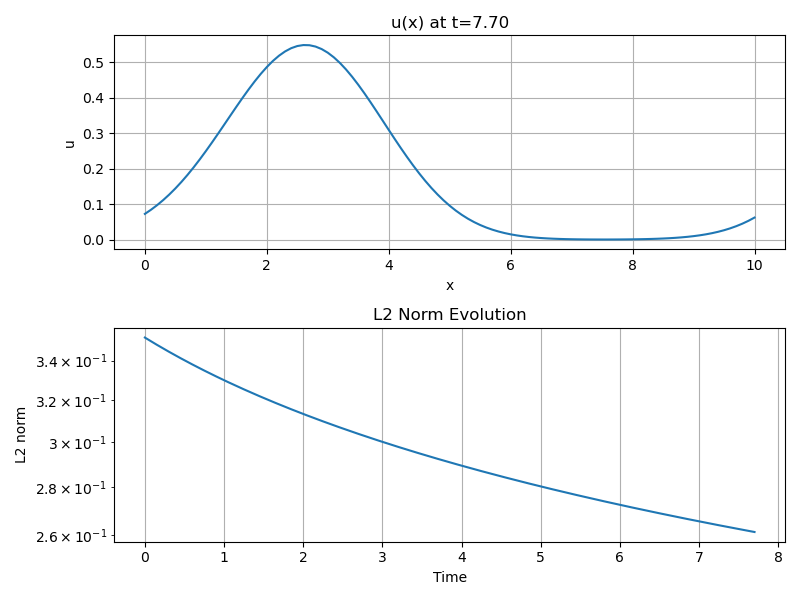 u(x) at t=7.70
0.5
0.4
0.3
u
0.2
0.1
0.0
0 2 4 6 8 10
x
L2 Norm Evolution
3.4 × 10⁻¹
3.2 × 10⁻¹
3 × 10⁻¹
L2 norm
2.8 × 10⁻¹
2.6 × 10⁻¹
0 1 2 3 4 5 6 7 8
Time